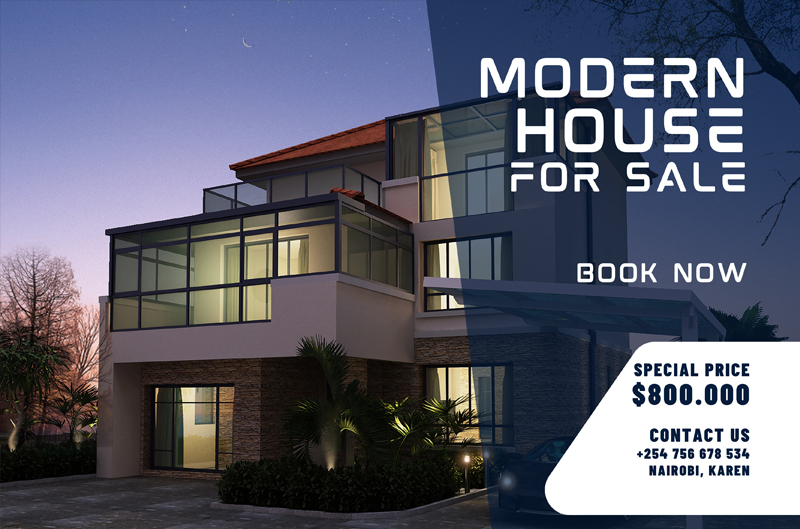 MODERN
HOUSE
FOR SALE
BOOK NOW
SPECIAL PRICE
$800.000
CONTACT US
+254 756 678 534
NAIROBI, KAREN